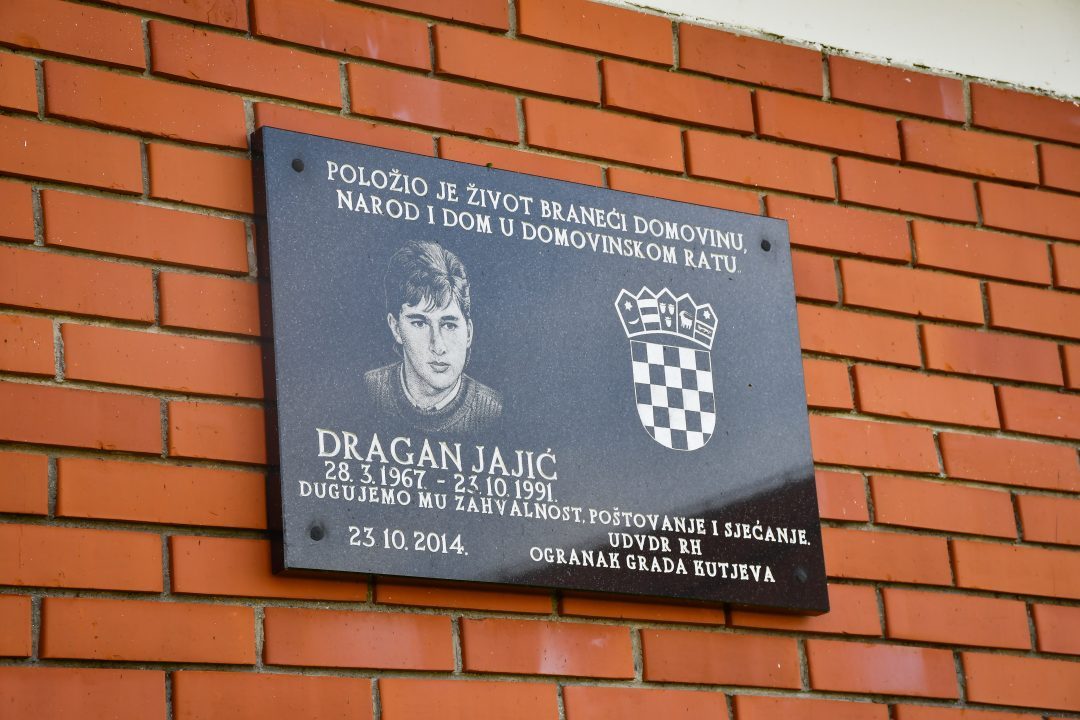 POLOŽIO JE ŽIVOT BRANEĆI DOMOVINU,
NAROD I DOM U DOMOVINSKOM RATU.
DRAGAN JAJIĆ
28. 3. 1967. - 23. 10. 1991.
DUGUJEMO MU ZAHVALNOST, POŠTOVANJE I SJEĆANJE.
23 10. 2014.
UDVDR RH
OGRANAK GRADA KUTJEVA